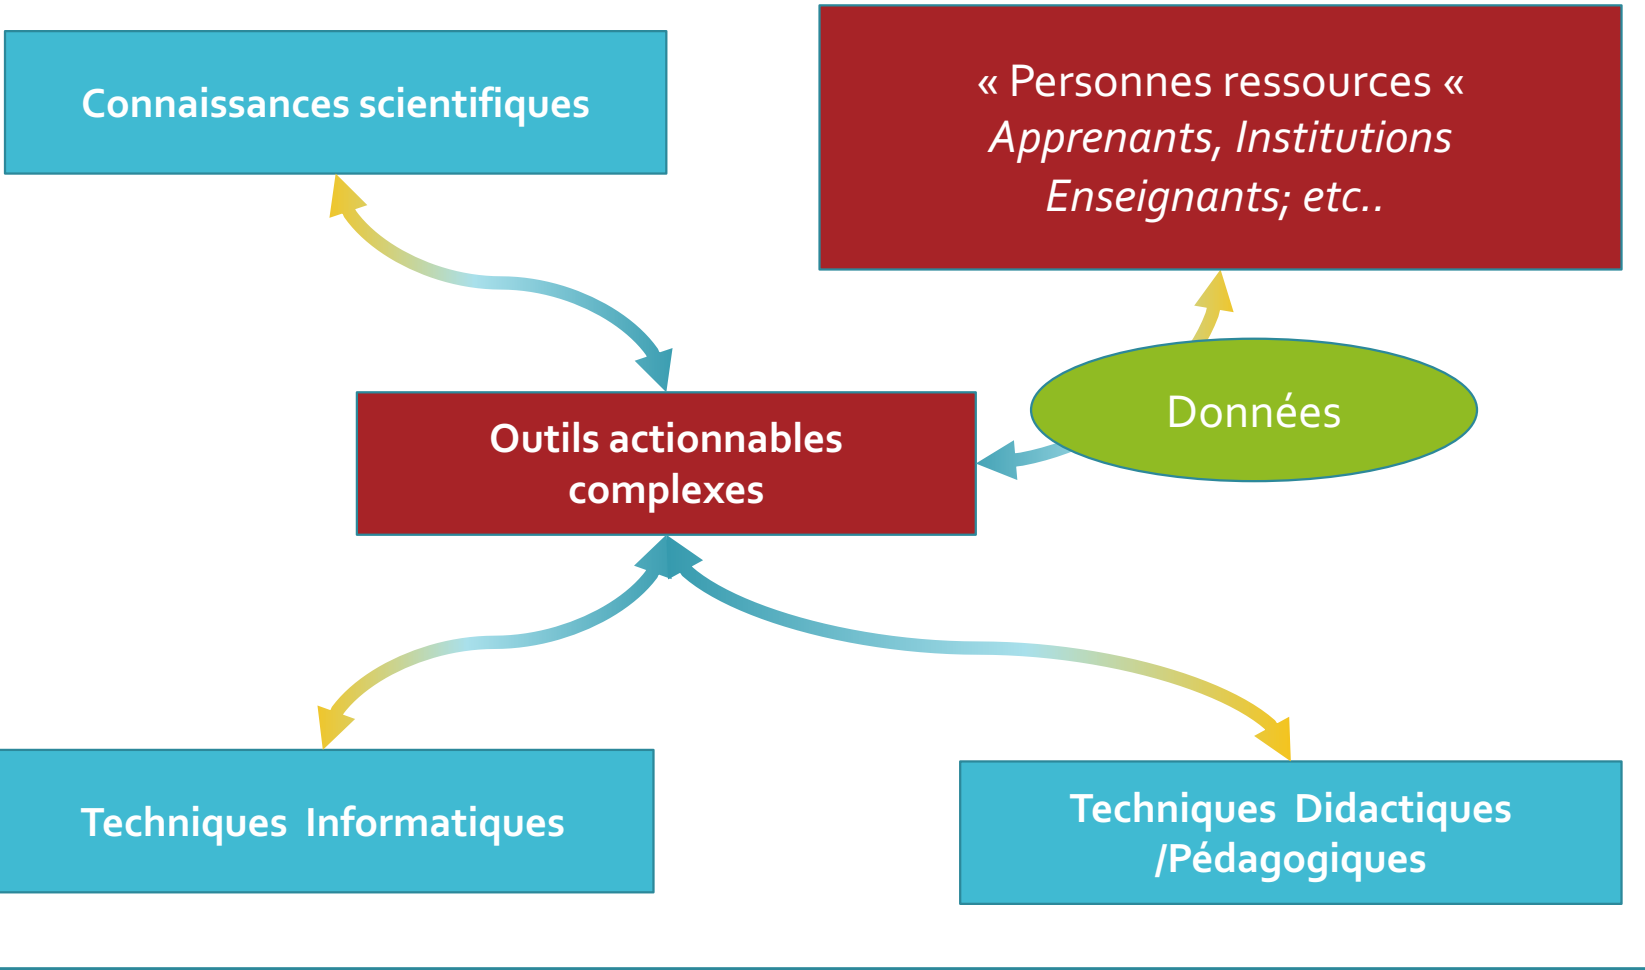 Connaissances scientifiques
« Personnes ressources «
Apprenants, Institutions
Enseignants; etc..
Données
Outils actionnables
complexes
Techniques  Informatiques
Techniques  Didactiques
/Pédagogiques